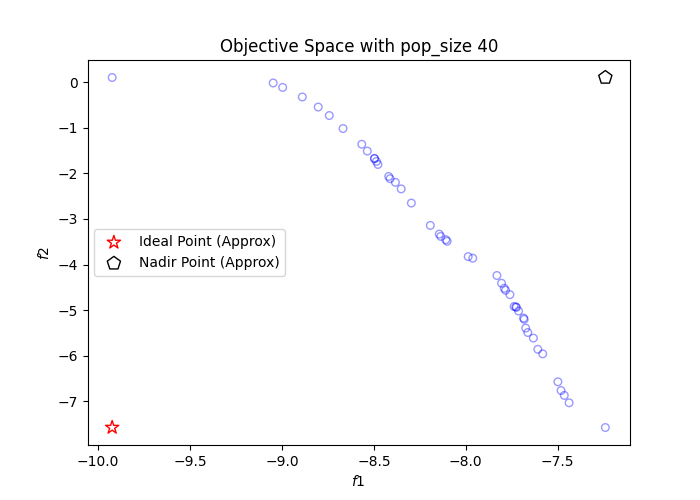 Objective Space with pop_size 40
0
−1
−2
−3
−4
−5
−6
−7
f2
Ideal Point (Approx)
Nadir Point (Approx)
−10.0 −9.5 −9.0 −8.5 −8.0 −7.5
f1